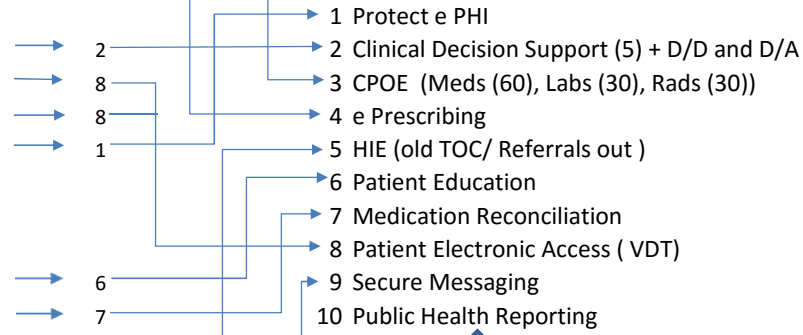 1 Protect e PHI
2 2 Clinical Decision Support (5) + D/D and D/A
8 3 CPOE (Meds (60), Labs (30), Rads (30))
8 4 e Prescribing
1 5 HIE (old TOC/ Referrals out )
6 Patient Education
7 Medication Reconciliation
8 Patient Electronic Access ( VDT)
6 9 Secure Messaging
7 10 Public Health Reporting